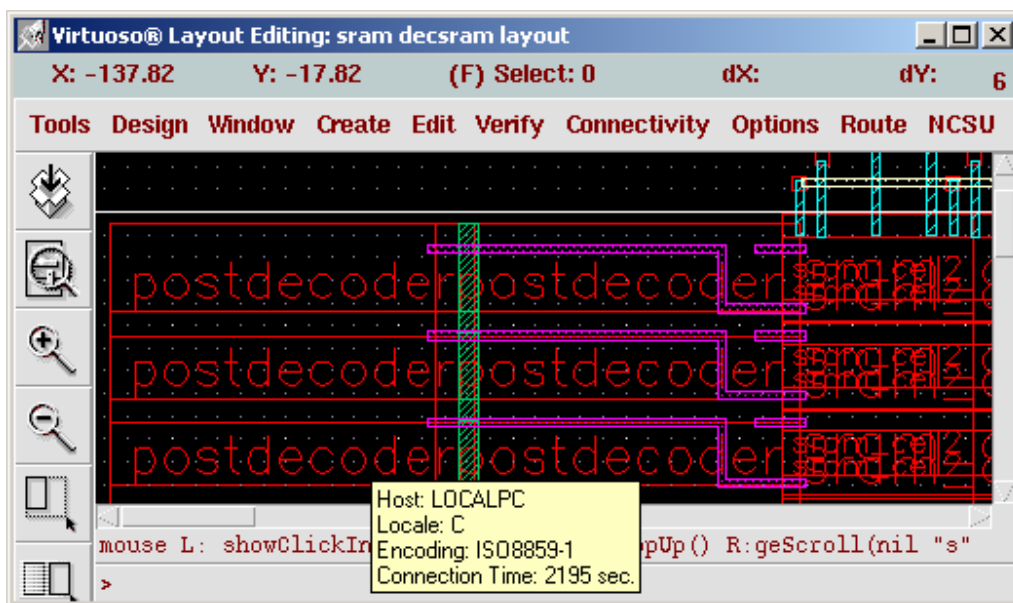 Virtuoso® Layout Editing: sram decsram layout
X: -137.82 Y: -17.82 (F) Select: 0 dX: dY: 6
Tools Design Window Create Edit Verify Connectivity Options Route NCSU
postdecoder postdecoder
postdecoder postdecoder
postdecoder postdecoder
Host: LOCALPC
Locale: C
Encoding: ISO8859-1
Connection Time: 2195 sec.
mouse L: showClickIn opUp() R:geScroll(nil "s"
>